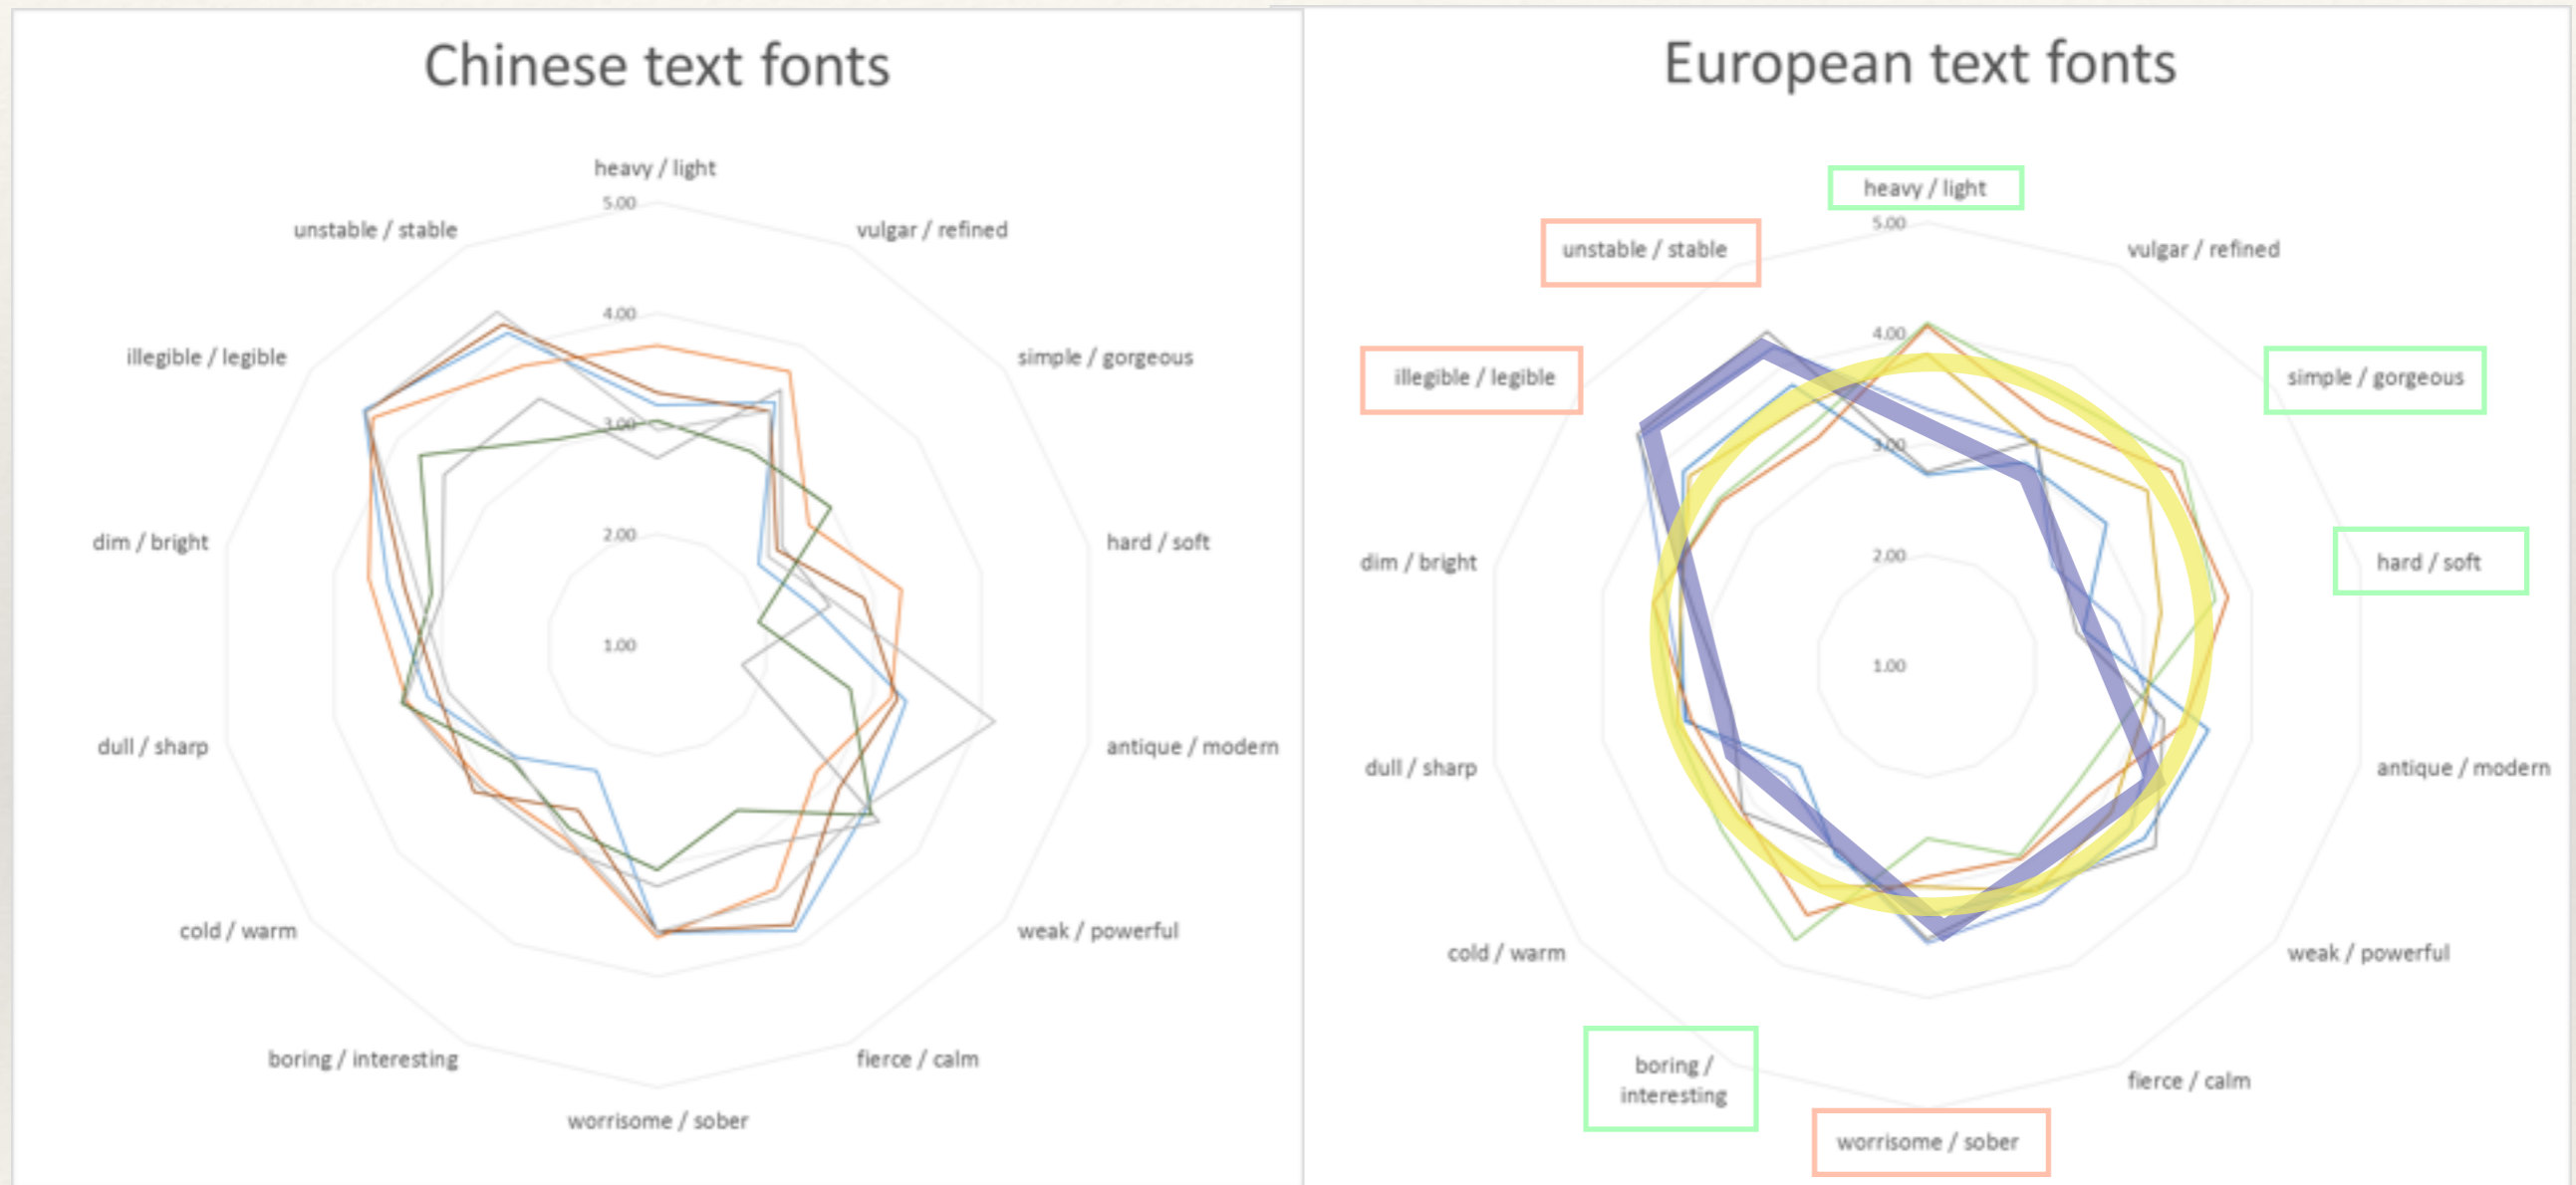 Chinese text fonts
heavy / light
5.00
unstable / stable
vulgar / refined
4.00
illegible / legible
simple / gorgeous
3.00
dim / bright
2.00
hard / soft
1.00
dull / sharp
antique / modern
cold / warm
weak / powerful
boring / interesting
fierce / calm
worrisome / sober
European text fonts
heavy / light
5.00
unstable / stable
vulgar / refined
4.00
illegible / legible
simple / gorgeous
3.00
dim / bright
2.00
hard / soft
1.00
dull / sharp
antique / modern
cold / warm
weak / powerful
boring /
interesting
fierce / calm
worrisome / sober